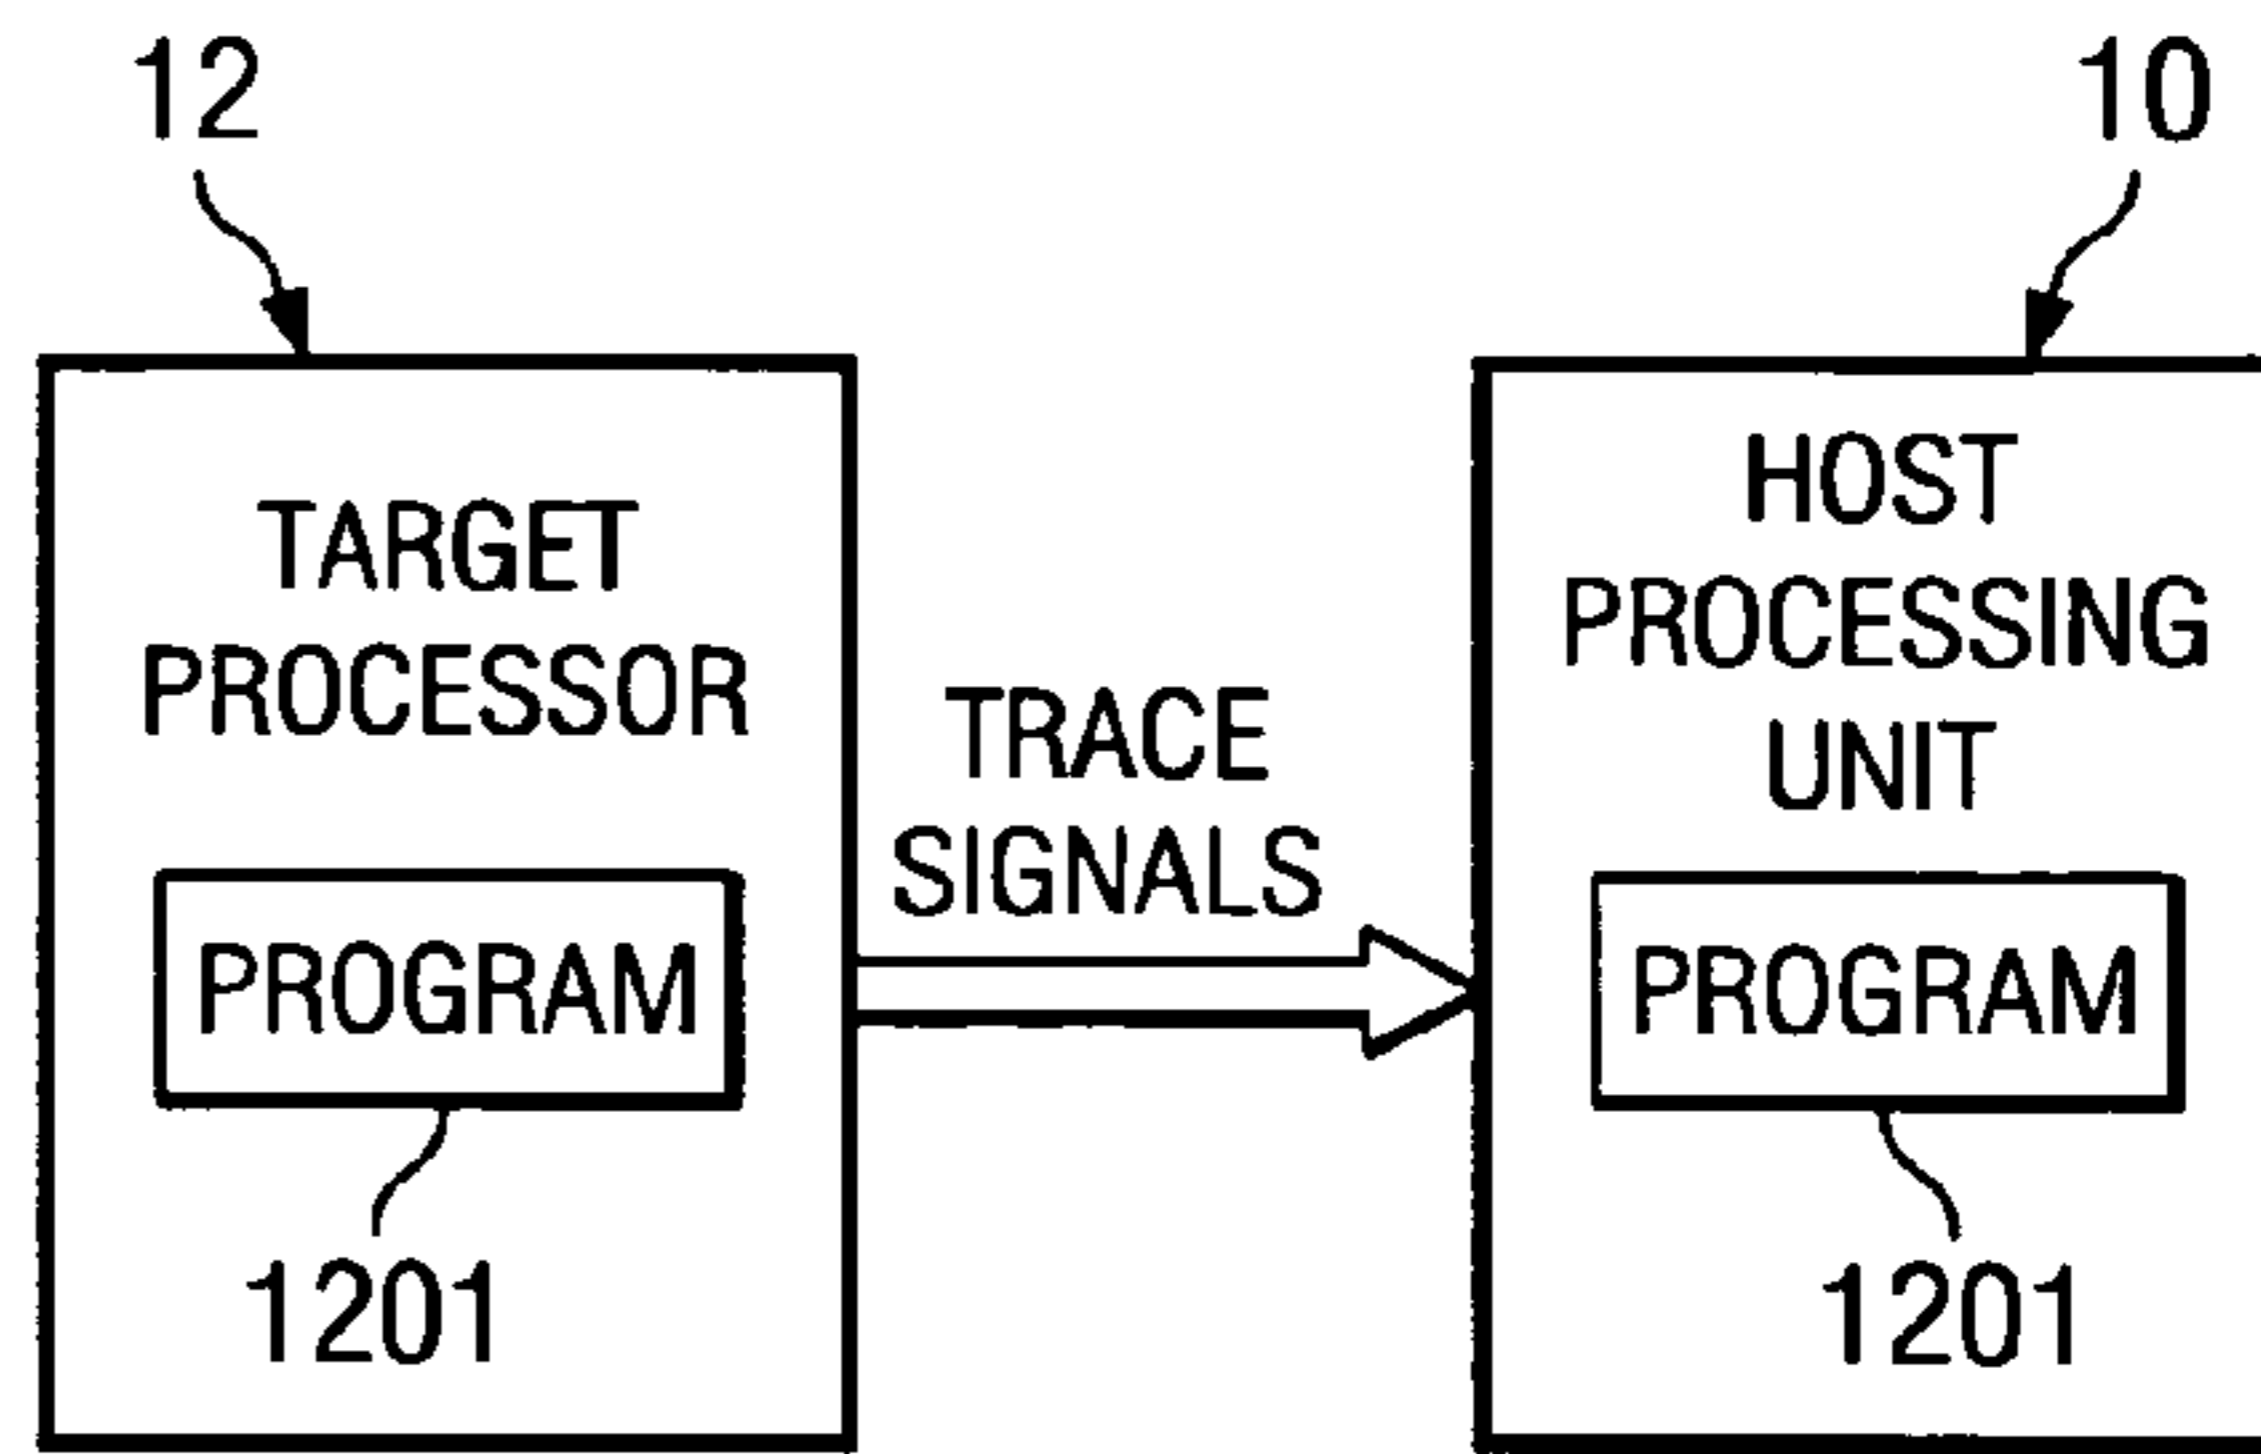 12
10
TARGET
PROCESSOR
PROGRAM
1201
TRACE
SIGNALS
HOST
PROCESSING
UNIT
PROGRAM
1201